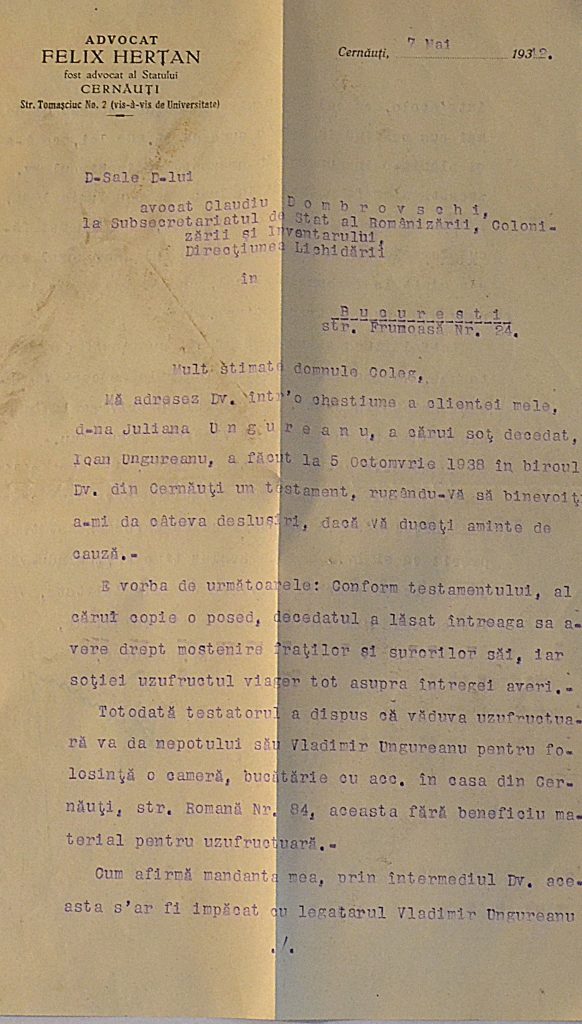 ADVOCAT
FELIX HERȚAN
fost advocat al Statului
CERNĂUȚI
Str. Tomașciuc No. 2 (vis-à-vis de Universitate)
Cernăuți, 7 Mai 1942.
D-Sale D-lui
avocat Claudiu D o m b r o v s c h i,
la Subsecretariatul de Stat al Românizării, Coloni-
zării și Inventarului,
Direcțiunea Lichidării
în
B u c u r e s t i
str. Frumoasă Nr. 24.
Mult stimate domnule Coleg,
Mă adresez Dv. într'o chestiune a clientei mele,
d-na Juliana U n g u r e a n u, a cărui soț decedat,
Ioan Ungureanu, a făcut la 5 Octomvrie 1938 în biroul
Dv. din Cernăuți un testament, rugându-Vă să binevoiți
a-mi da câteva deslușiri, dacă Vă duceți aminte de
cauză.-
E vorba de următoarele: Conform testamentului, al
cărui copie o posed, decedatul a lăsat întreaga sa a-
vere drept mostenire fraților și surorilor săi, iar
soției uzufructul viager tot asupra întregei averi.-
Totodată testatorul a dispus că văduva uzufructua-
ră va da nepotului său Vladimir Ungureanu pentru fo-
losință o cameră, bucătărie cu acc. în casa din Cer-
năuți, str. Romană Nr. 84, aceasta fără beneficiu ma-
terial pentru uzufructuară.-
Cum afirmă mandanta mea, prin intermediul Dv. ace-
asta s'ar fi împăcat cu legatarul Vladimir Ungureanu
./.